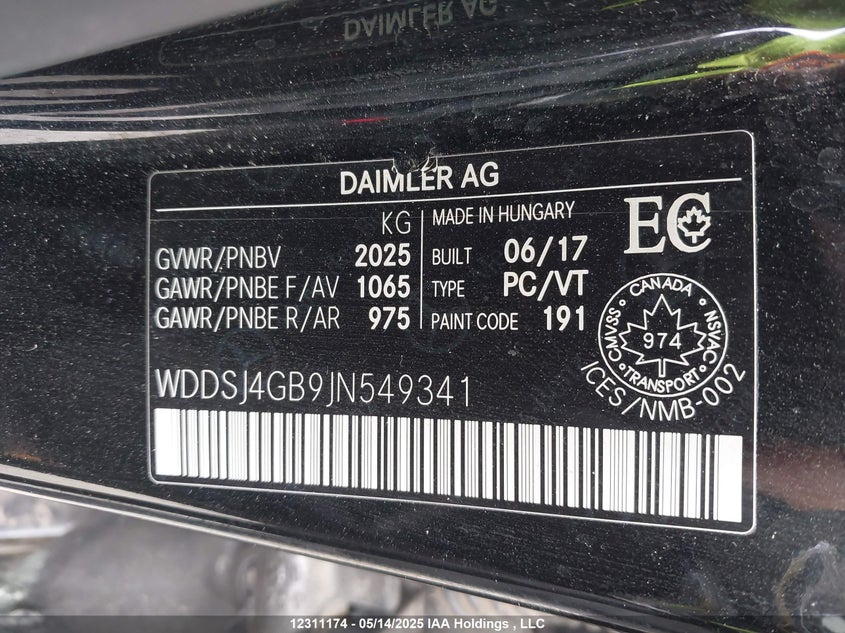 DAIMLER AG
DAIMLER AG
KG
GVWR/PNBV 2025
GAWR/PNBE F/AV 1065
GAWR/PNBE R/AR 975
MADE IN HUNGARY
BUILT 06/17
TYPE PC/VT
PAINT CODE 191
EC
CANADA
CMVSS 974 NSVAC
TRANSPORT
ICES/NMB-002
WDDSJ4GB9JN549341
12311174 - 05/14/2025 IAA Holdings , LLC